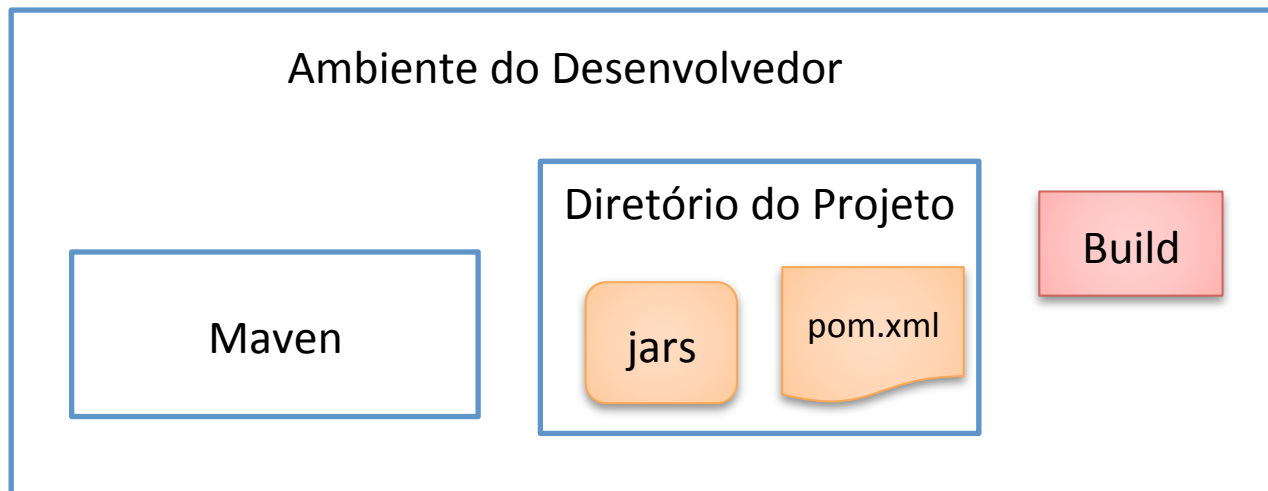 Ambiente do Desenvolvedor
Diretório do Projeto
Build
Maven
jars
pom.xml